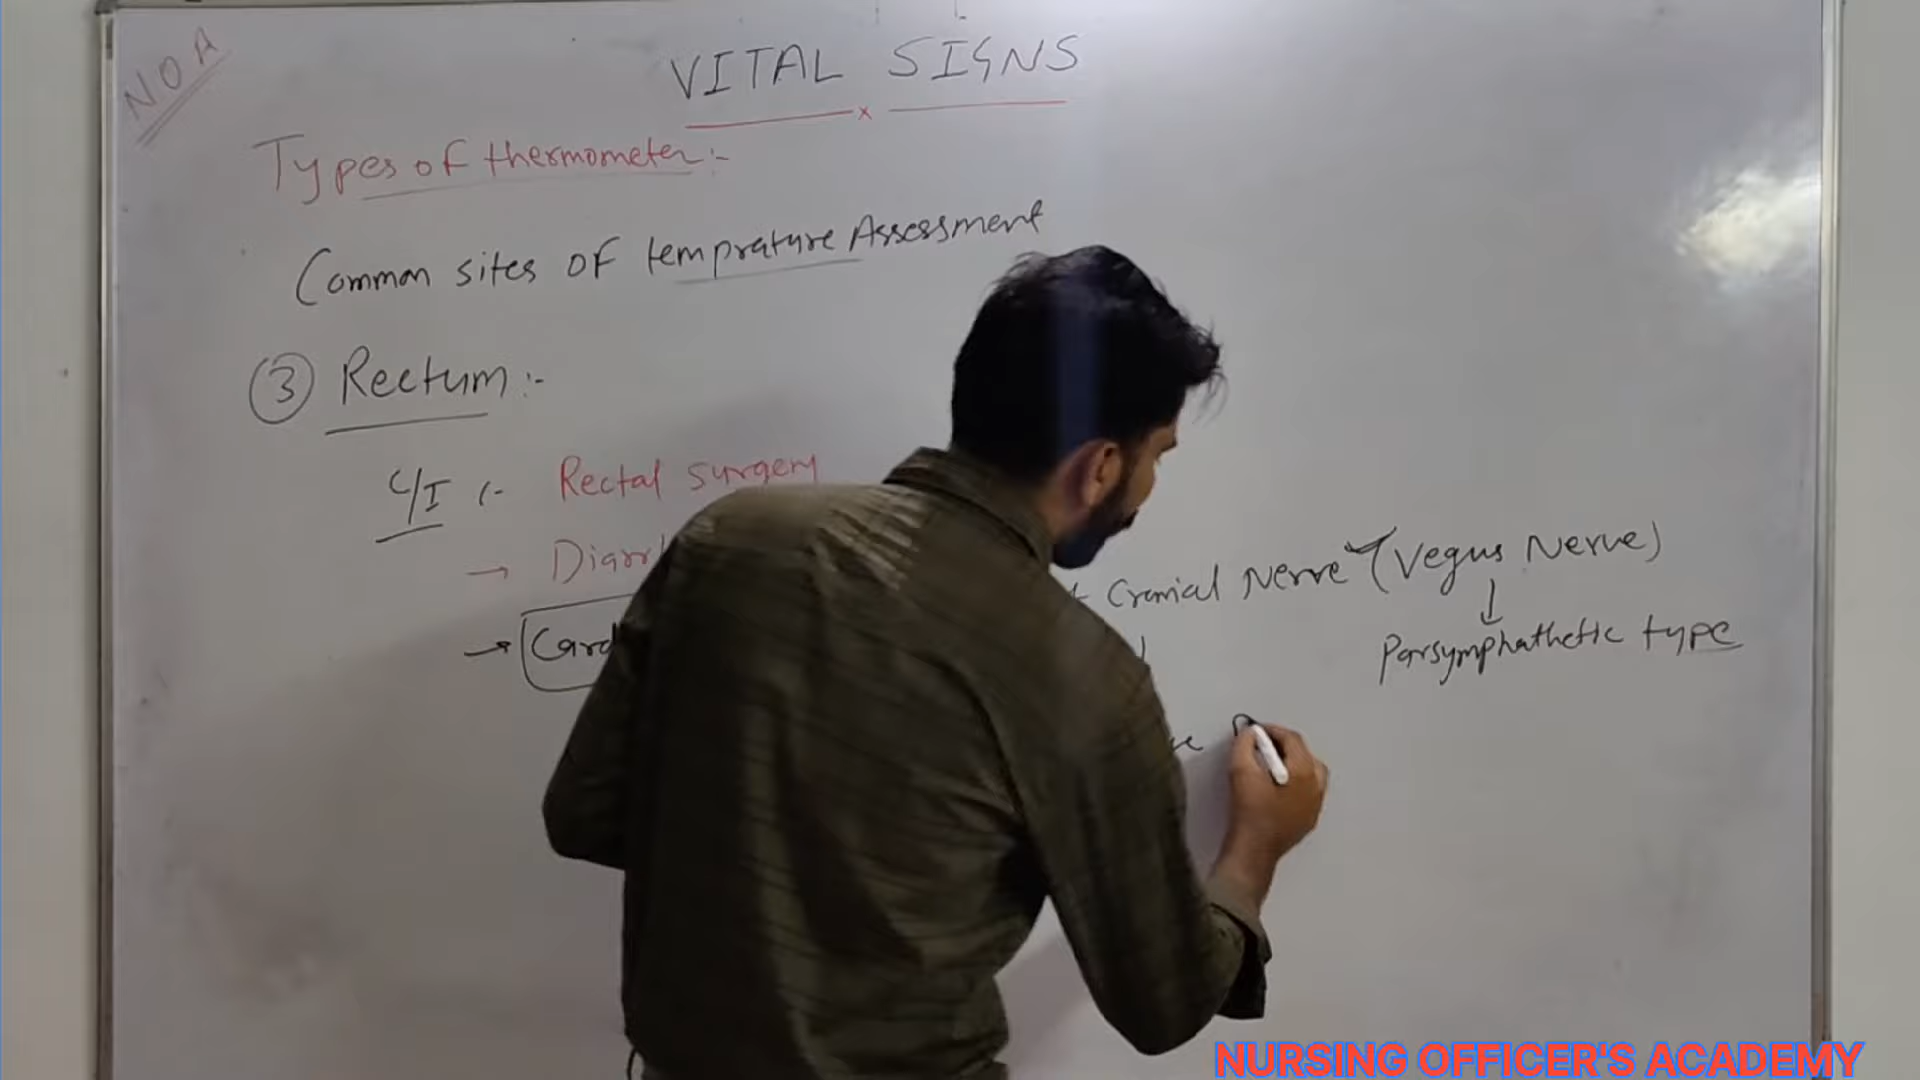 NOA
VITAL SIGNS
x
Types of thermometer:-
Common sites of temprature Assessment
③ Rectum:-
C/I :- Rectal surgery
→ Diarr
→ Card
Cranial Nerve (Vegus Nerve)
↓
Parsymphathetic type
NURSING OFFICER'S ACADEMY